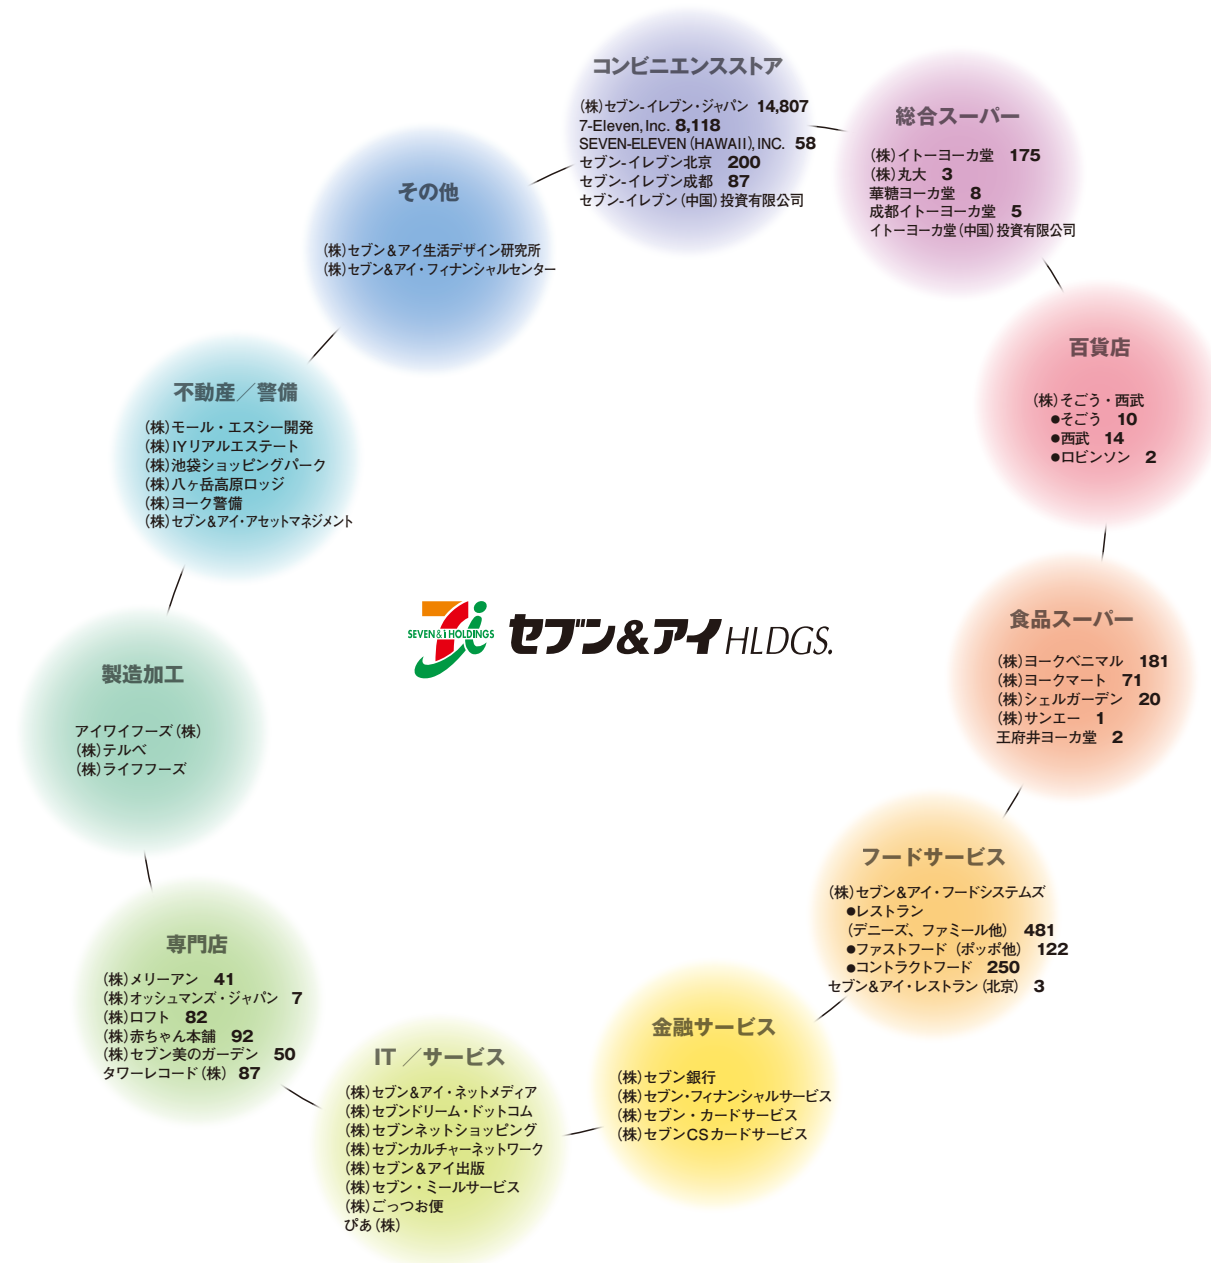 コンビニエンスストア
(株)セブン-イレブン・ジャパン 14,807
7-Eleven, Inc. 8,118
SEVEN-ELEVEN (HAWAII), INC. 58
セブン-イレブン北京 200
セブン-イレブン成都 87
セブン-イレブン(中国)投資有限公司
総合スーパー
(株)イトーヨーカ堂 175
(株)丸大 3
華糖ヨーカ堂 8
成都イトーヨーカ堂 5
イトーヨーカ堂(中国)投資有限公司
百貨店
(株)そごう・西武
●そごう 10
●西武 14
●ロビンソン 2
食品スーパー
(株)ヨークベニマル 181
(株)ヨークマート 71
(株)シェルガーデン 20
(株)サンエー 1
王府井ヨーカ堂 2
フードサービス
(株)セブン&アイ・フードシステムズ
●レストラン
(デニーズ、ファミール他) 481
●ファストフード(ポッポ他) 122
●コントラクトフード 250
セブン&アイ・レストラン(北京) 3
金融サービス
(株)セブン銀行
(株)セブン・フィナンシャルサービス
(株)セブン・カードサービス
(株)セブンCSカードサービス
IT/サービス
(株)セブン&アイ・ネットメディア
(株)セブンドリーム・ドットコム
(株)セブンネットショッピング
(株)セブンカルチャーネットワーク
(株)セブン&アイ出版
(株)セブン・ミールサービス
(株)ごっつお便
ぴあ(株)
専門店
(株)メリーアン 41
(株)オッシュマンズ・ジャパン 7
(株)ロフト 82
(株)赤ちゃん本舗 92
(株)セブン美のガーデン 50
タワーレコード(株) 87
製造加工
アイワイフーズ(株)
(株)テルベ
(株)ライフフーズ
不動産/警備
(株)モール・エスシー開発
(株)IYリアルエステート
(株)池袋ショッピングパーク
(株)八ヶ岳高原ロッジ
(株)ヨーク警備
(株)セブン&アイ・アセットマネジメント
その他
(株)セブン&アイ生活デザイン研究所
(株)セブン&アイ・フィナンシャルセンター
SEVEN&i HOLDINGS
セブン&アイ HLDGS.